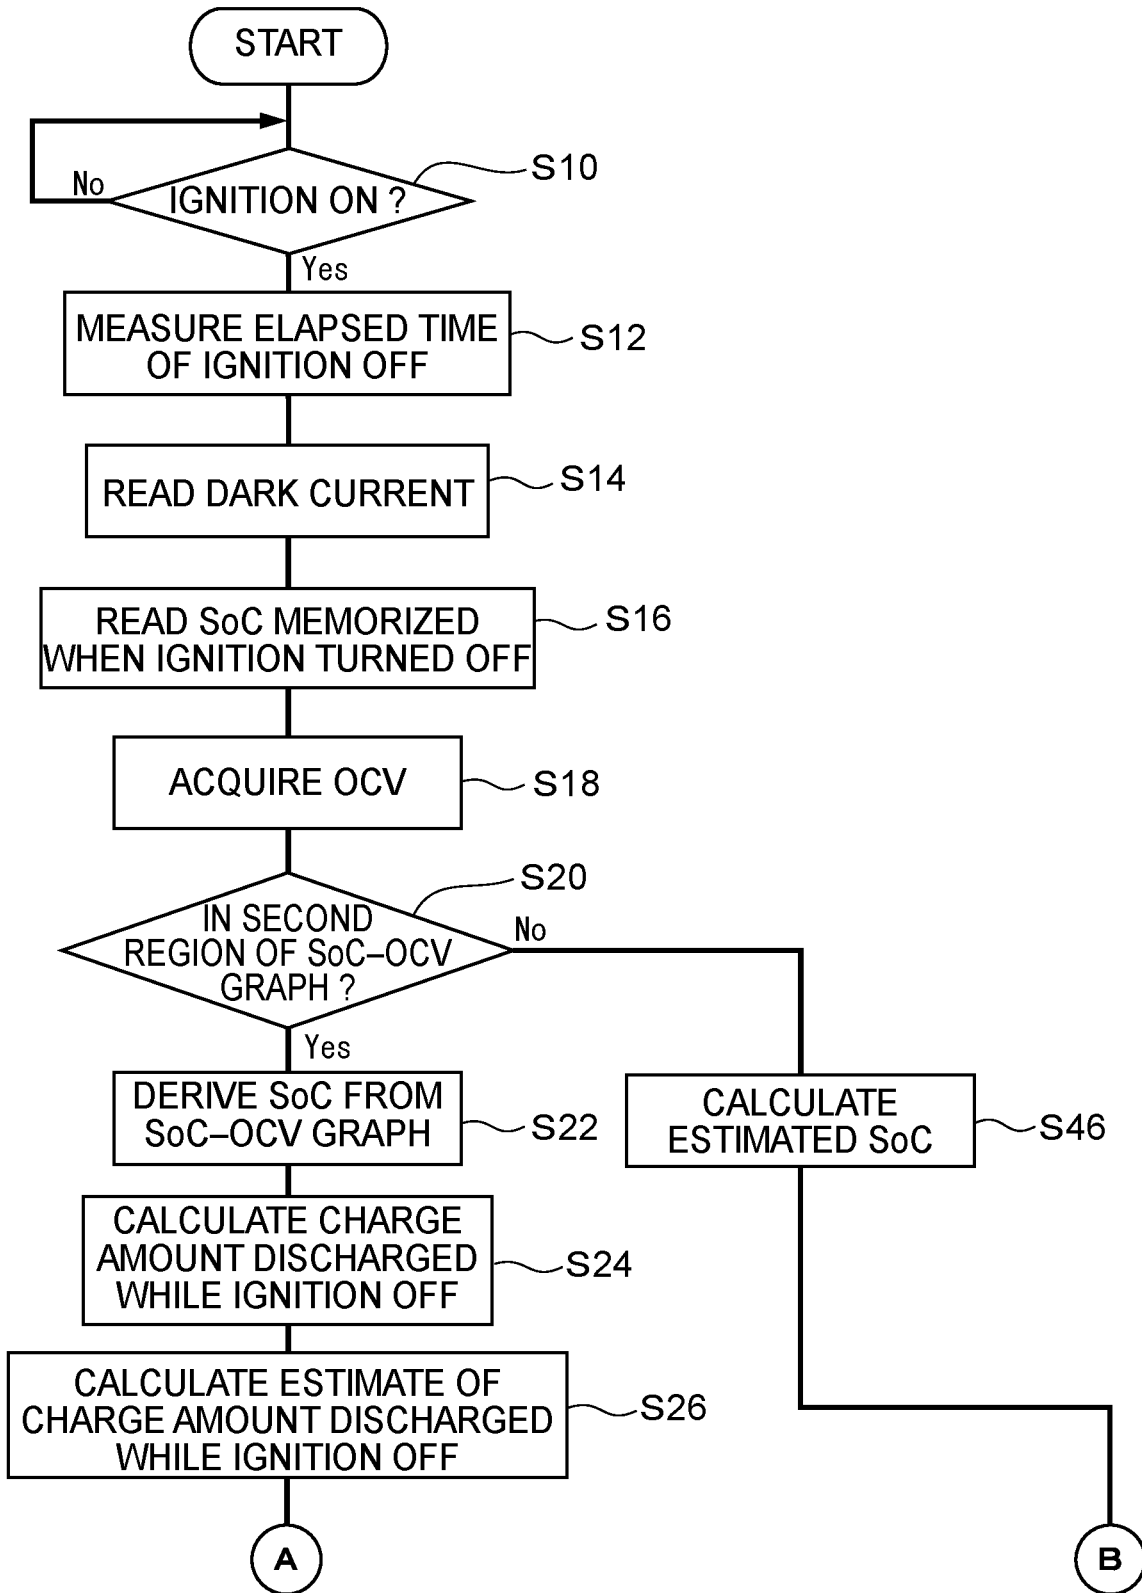 START
S10
No
IGNITION ON ?
Yes
MEASURE ELAPSED TIME
OF IGNITION OFF
S12
READ DARK CURRENT
S14
READ SoC MEMORIZED
WHEN IGNITION TURNED OFF
S16
ACQUIRE OCV
S18
S20
IN SECOND
REGION OF SoC–OCV
GRAPH ?
No
Yes
DERIVE SoC FROM
SoC–OCV GRAPH
S22
CALCULATE
ESTIMATED SoC
S46
CALCULATE CHARGE
AMOUNT DISCHARGED
WHILE IGNITION OFF
S24
CALCULATE ESTIMATE OF
CHARGE AMOUNT DISCHARGED
WHILE IGNITION OFF
S26
A
B